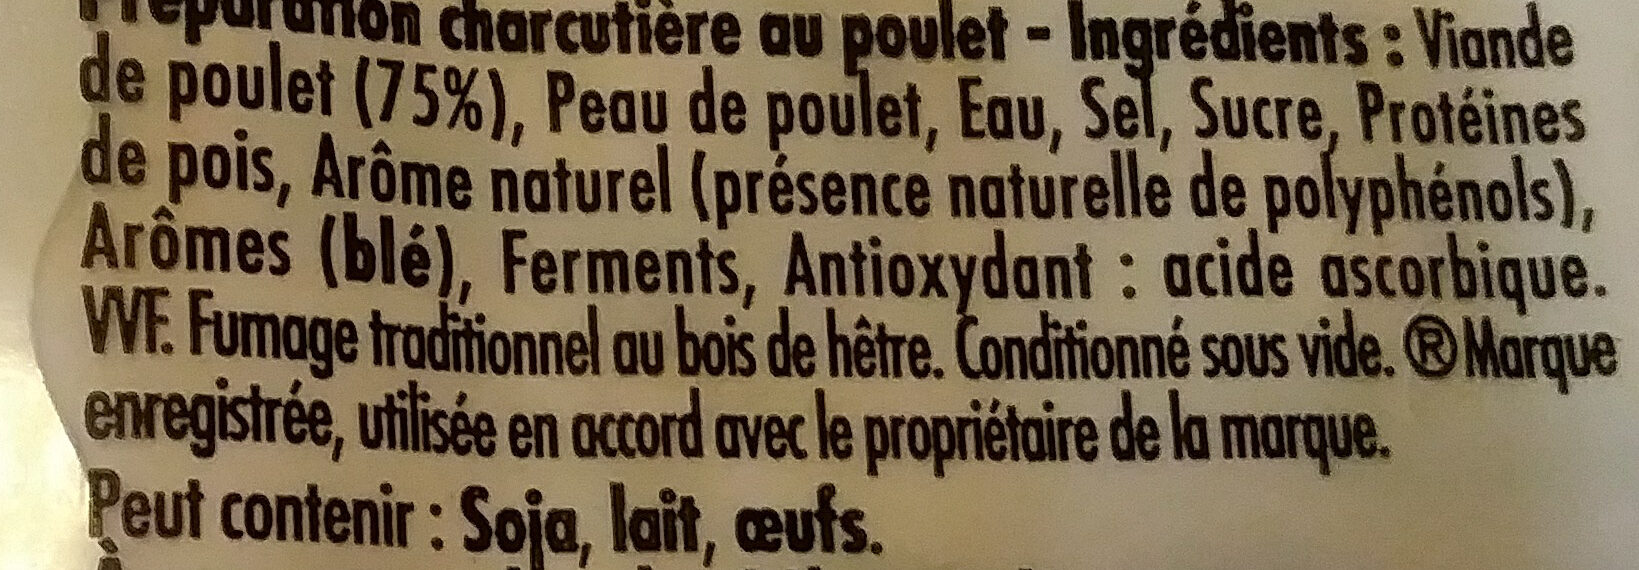 Préparation charcutière au poulet - Ingrédients : Viande
de poulet (75%), Peau de poulet, Eau, Sel, Sucre, Protéines
de pois, Arôme naturel (présence naturelle de polyphénols),
Arômes (blé), Ferments, Antioxydant : acide ascorbique.
VVF. Fumage traditionnel au bois de hêtre. Conditionné sous vide. ®Marque
enregistrée, utilisée en accord avec le propriétaire de la marque.
Peut contenir : Soja, lait, œufs.
À